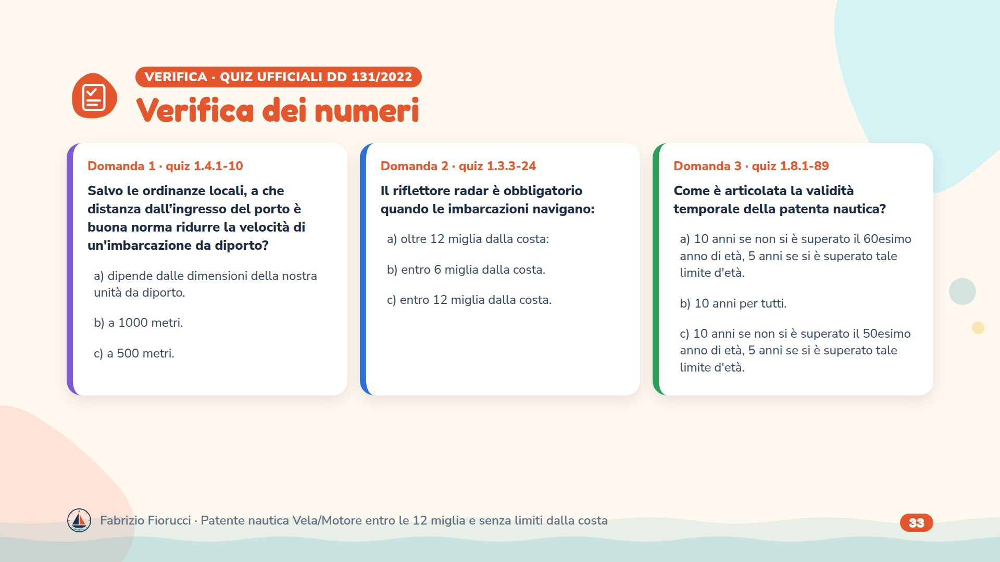 VERIFICA · QUIZ UFFICIALI DD 131/2022
Verifica dei numeri
Domanda 1 · quiz 1.4.1-10
Salvo le ordinanze locali, a che
distanza dall’ingresso del porto è
buona norma ridurre la velocità di
un'imbarcazione da diporto?
a) dipende dalle dimensioni della nostra
unità da diporto.
b) a 1000 metri.
c) a 500 metri.
Domanda 2 · quiz 1.3.3-24
Il riflettore radar è obbligatorio
quando le imbarcazioni navigano:
a) oltre 12 miglia dalla costa:
b) entro 6 miglia dalla costa.
c) entro 12 miglia dalla costa.
Domanda 3 · quiz 1.8.1-89
Come è articolata la validità
temporale della patenta nautica?
a) 10 anni se non si è superato il 60esimo
anno di età, 5 anni se si è superato tale
limite d'età.
b) 10 anni per tutti.
c) 10 anni se non si è superato il 50esimo
anno di età, 5 anni se si è superato tale
limite d'età.
Fabrizio Fiorucci · Patente nautica Vela/Motore entro le 12 miglia e senza limiti dalla costa
33